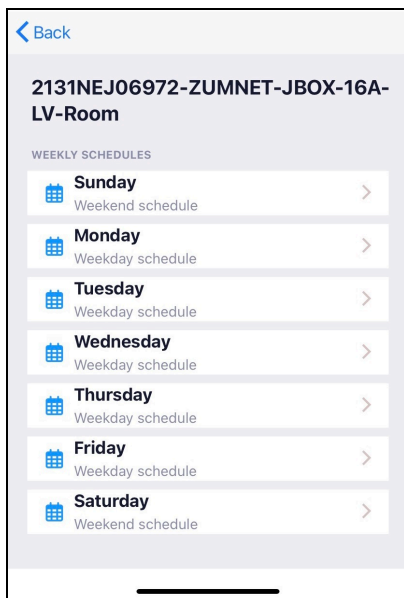 Back
2131NEJ06972-ZUMNET-JBOX-16A-
LV-Room
WEEKLY SCHEDULES
Sunday
Weekend schedule
Monday
Weekday schedule
Tuesday
Weekday schedule
Wednesday
Weekday schedule
Thursday
Weekday schedule
Friday
Weekday schedule
Saturday
Weekend schedule